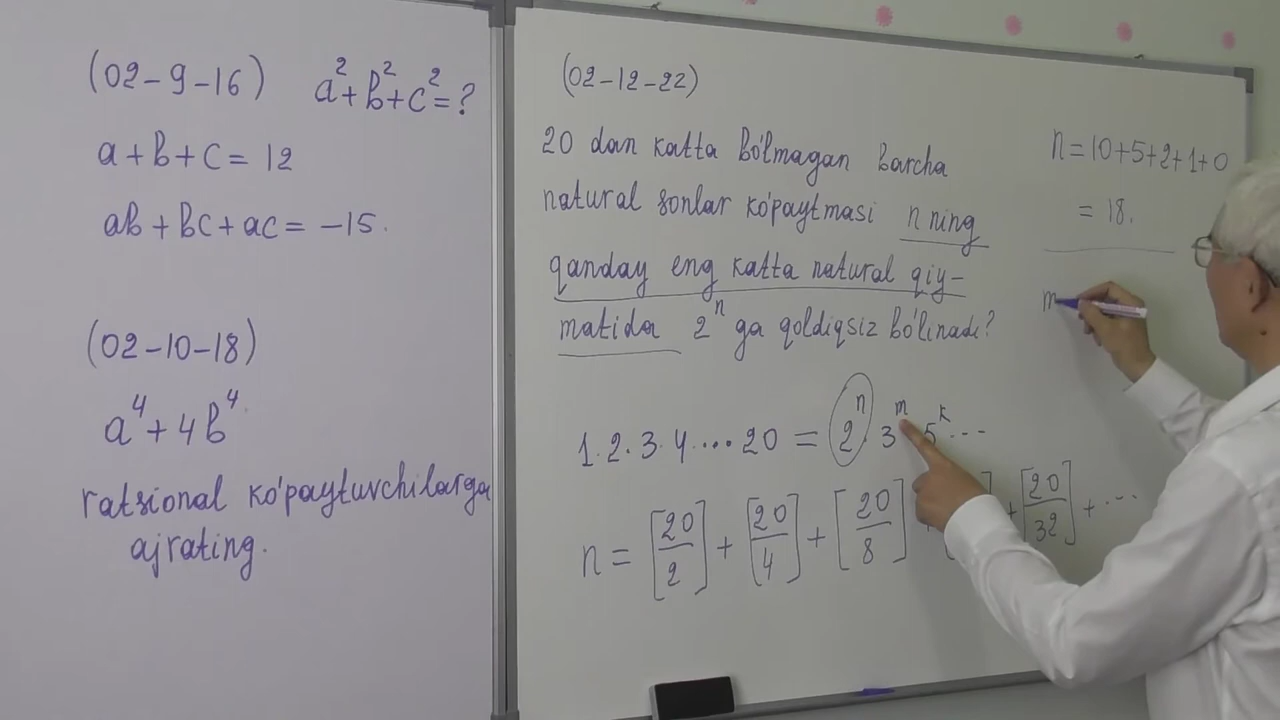 (02-9-16) a²+b²+c²=?
a+b+c=12
ab+bc+ac=-15.
(02-10-18)
a⁴+4b⁴
ratsional ko'paytuvchilarga
ajrating.
(02-12-22)
20 dan katta bo'lmagan barcha
natural sonlar ko'paytmasi n ning
qanday eng katta natural qiy-
matida 2ⁿ ga qoldiqsiz bo'linadi?
1.2.3.4....20=2ⁿ.3ᵐ 5ᵏ...
n=[20/2]+[20/4]+[20/8] +[20/32]+...
n=10+5+2+1+0
=18.
m